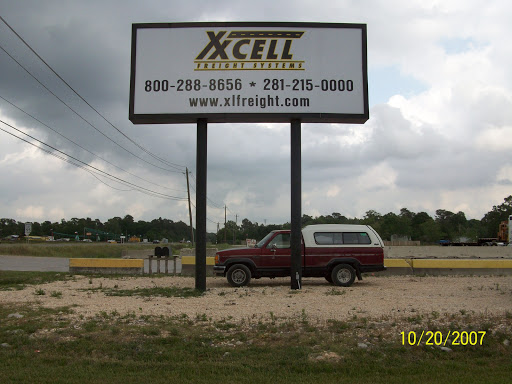 XCELL
FREIGHT SYSTEMS
800-288-8656 * 281-215-0000
www.xlfreight.com
10/20/2007